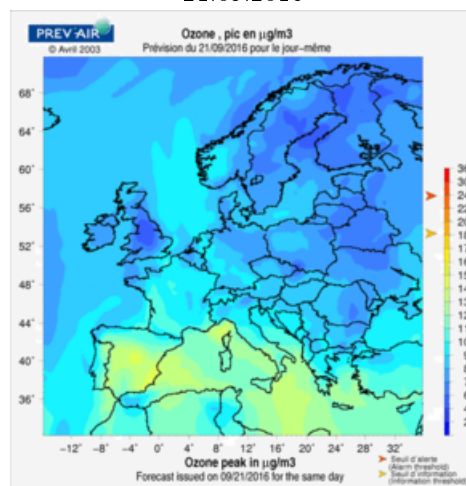 PREV'AIR
© Avril 2003
Ozone , pic en µg/m3
Prévision du 21/09/2016 pour le jour−même
68˚
64˚
60˚
56˚
52˚
48˚
44˚
40˚
36˚
−12˚ −8˚ −4˚ 0˚ 4˚ 8˚ 12˚ 16˚ 20˚ 24˚ 28˚ 32˚
Ozone peak in µg/m3
Forecast issued on 09/21/2016 for the same day
Seuil d'alerte
(Alarm threshold)
Seuil d'information
(Information threshold)